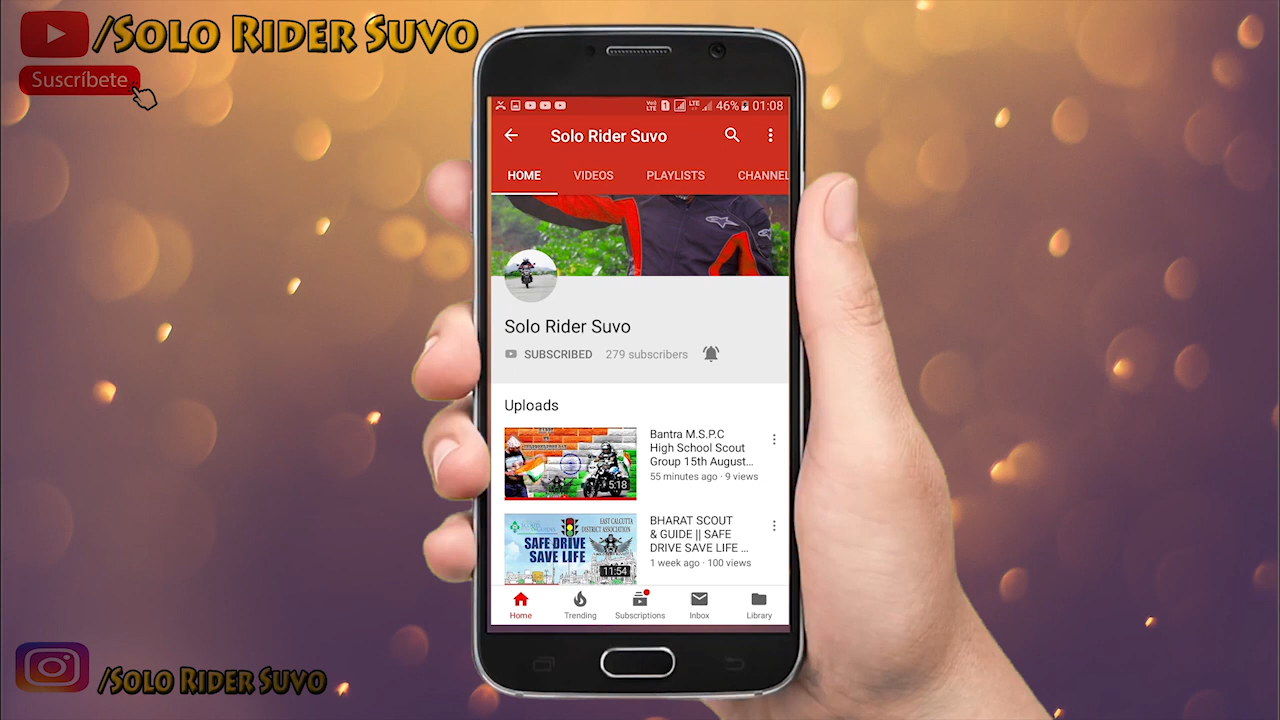 /Solo Rider Suvo
Suscríbete
46% 01:08
Solo Rider Suvo
HOME VIDEOS PLAYLISTS CHANNEL
Solo Rider Suvo
SUBSCRIBED 279 subscribers
Uploads
Bantra M.S.P.C
High School Scout
Group 15th August...
55 minutes ago · 9 views
5:18
EAST CALCUTTA
DISTRICT ASSOCIATION
SAFE DRIVE
SAVE LIFE
11:54
BHARAT SCOUT
& GUIDE || SAFE
DRIVE SAVE LIFE ...
1 week ago · 100 views
Home Trending Subscriptions Inbox Library
/Solo Rider Suvo